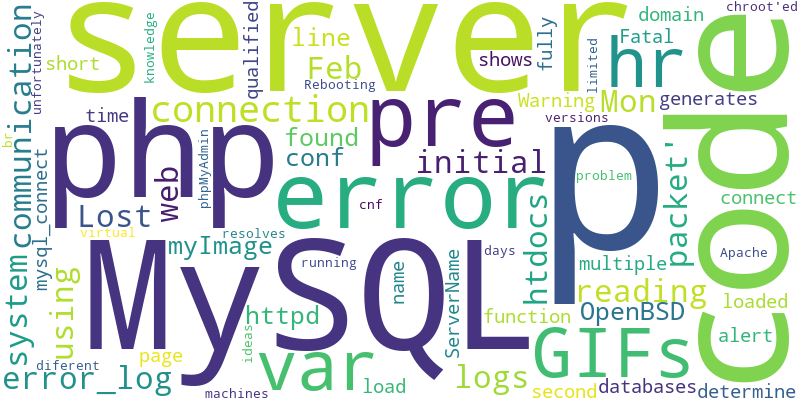 server
chroot'ed
domain
qualified
knowledge
unfortunately
communication
line
Fatal
hr
fully
short
Feb
shows
Rebooting
limited
code
connection
Warning
Mon
generates
time
php
pre
versions
found
conf
web
phpMyAdmin
initial
packet'
br
mysql_connect
Lost
error
p
problem
connect
cnf
virtual
resolves
myImage
MySQL
days
Apache
system
using
running
name
ServerName
htdocs
multiple
reading
OpenBSD
loaded
httpd
function
GIFs
alert
page
ideas
var
load
logs
diferent
error_log
machines
second
databases
determine